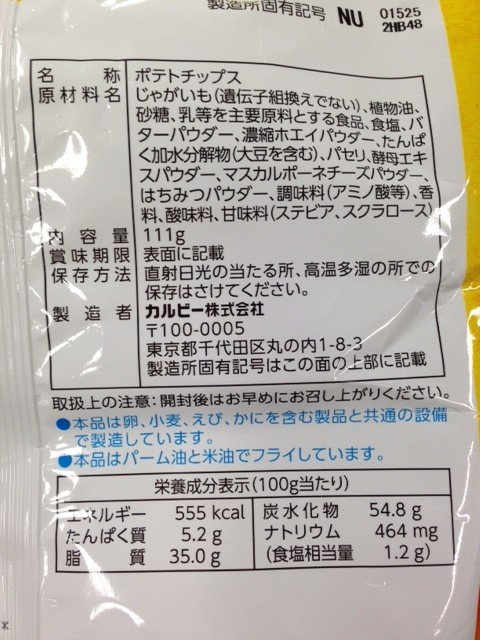 製造所固有記号 NU 01525
2HB48
名称 ポテトチップス
原材料名 じゃがいも（遺伝子組換えでない）、植物油、
砂糖、乳等を主要原料とする食品、食塩、バ
ターパウダー、濃縮ホエイパウダー、たんぱ
く加水分解物（大豆を含む）、パセリ、酵母エキ
スパウダー、マスカルポーネチーズパウダー、
はちみつパウダー、調味料（アミノ酸等）、香
料、酸味料、甘味料（ステビア、スクラロース）
内容量 111g
賞味期限 表面に記載
保存方法 直射日光の当たる所、高温多湿の所での
保存はさけてください。
製造者 カルビー株式会社
〒100-0005
東京都千代田区丸の内1-8-3
製造所固有記号はこの面の上部に記載
取扱上の注意：開封後はお早めにお召し上がりください。
●本品は卵、小麦、えび、かにを含む製品と共通の設備
で製造しています。
●本品はパーム油と米油でフライしています。
栄養成分表示（100g当たり）
エネルギー 555 kcal 炭水化物 54.8 g
たんぱく質 5.2 g ナトリウム 464 mg
脂質 35.0 g （食塩相当量 1.2 g）